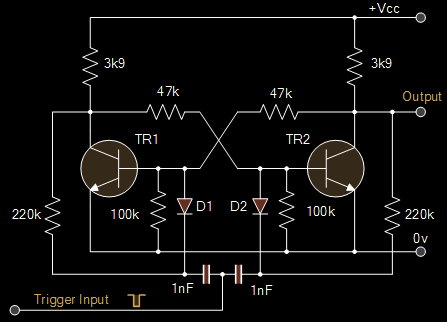 +Vcc
3k9
3k9
47k
47k
Output
TR1
TR2
D1
D2
220k
100k
100k
220k
0v
1nF
1nF
Trigger Input